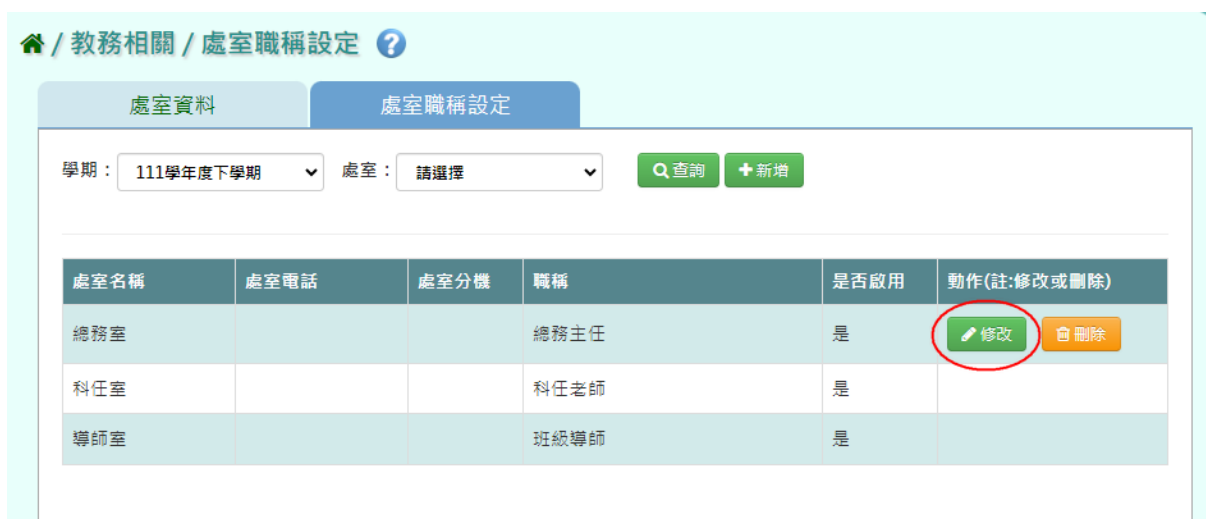 / 教務相關 / 處室職稱設定 ?
處室資料 處室職稱設定
學期： 111學年度下學期 處室： 請選擇 查詢 新增
處室名稱 處室電話 處室分機 職稱 是否啟用 動作(註:修改或刪除)
總務室 總務主任 是 修改 刪除
科任室 科任老師 是
導師室 班級導師 是